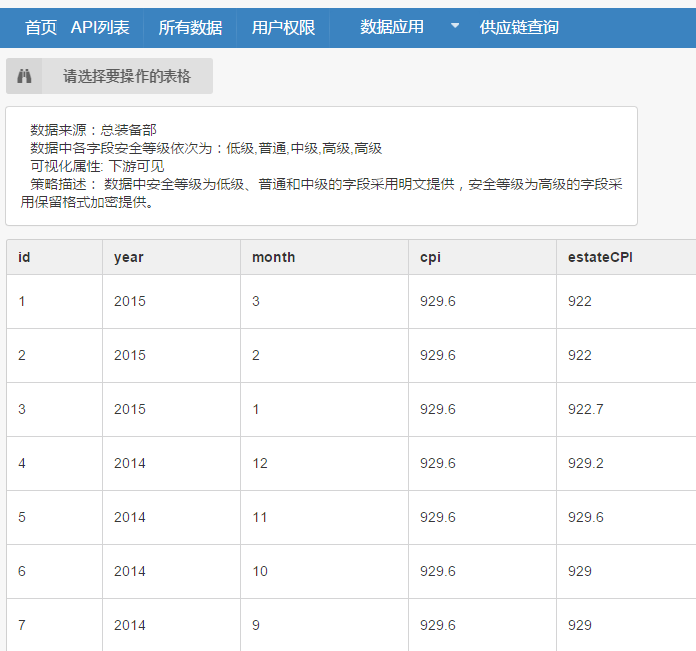 首页 API列表 所有数据 用户权限 数据应用 供应链查询
请选择要操作的表格
数据来源：总装备部
数据中各字段安全等级依次为：低级,普通,中级,高级,高级
可视化属性: 下游可见
策略描述： 数据中安全等级为低级、普通和中级的字段采用明文提供，安全等级为高级的字段采
用保留格式加密提供。
id year month cpi estateCPI
1 2015 3 929.6 922
2 2015 2 929.6 922
3 2015 1 929.6 922.7
4 2014 12 929.6 929.2
5 2014 11 929.6 929.6
6 2014 10 929.6 929
7 2014 9 929.6 929